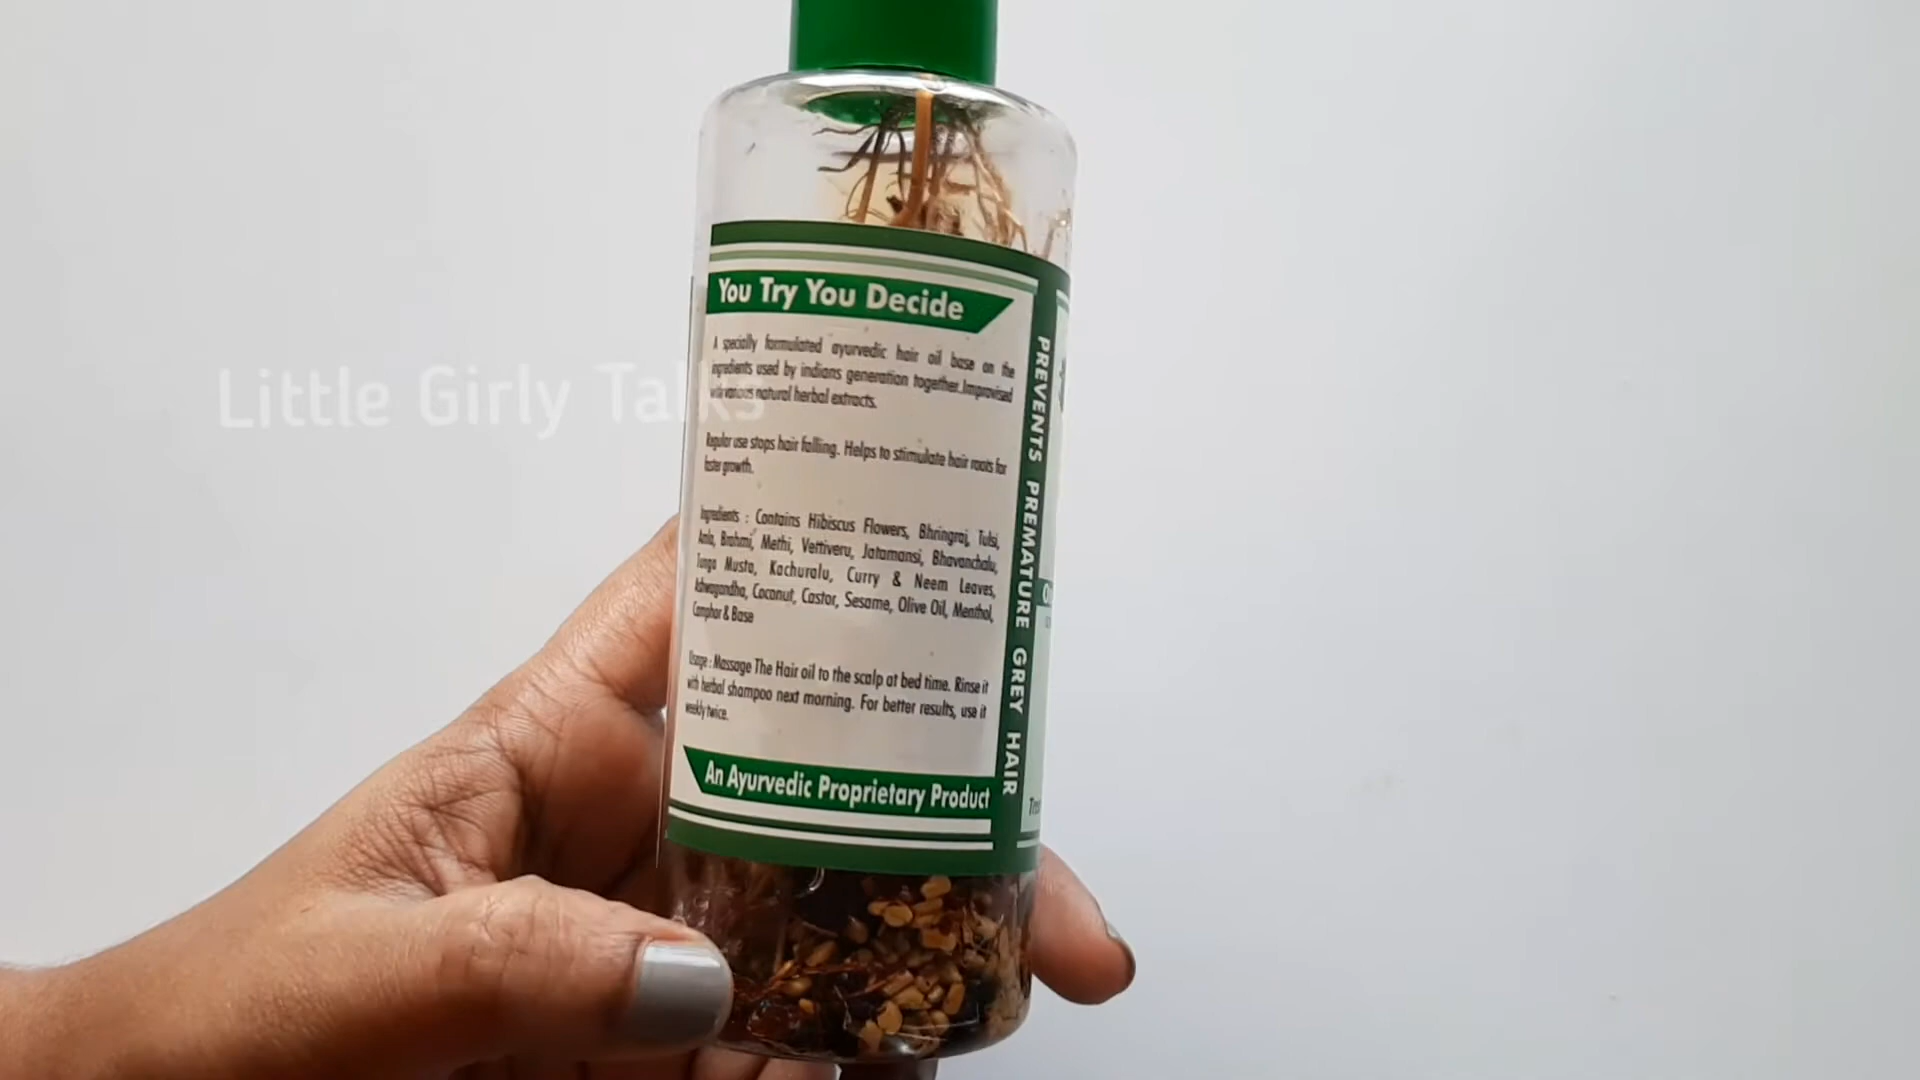 You Try You Decide
A specially formulated ayurvedic hair oil base on the
ingredients used by indians generation together.Improvised
with various natural herbal extracts.
Regular use stops hair falling. Helps to stimulate hair roots for
faster growth.
Ingredients : Contains Hibiscus Flowers, Bhringraj, Tulsi,
Amla, Brahmi, Methi, Vettiveru, Jatamansi, Bhavanchalu,
Tunga Musta, Kachuralu, Curry & Neem Leaves,
Ashwagandha, Coconut, Castor, Sesame, Olive Oil, Menthol,
Camphor & Base
Usage : Massage The Hair oil to the scalp at bed time. Rinse it
with herbal shampoo next morning. For better results, use it
weekly twice.
An Ayurvedic Proprietary Product
PREVENTS PREMATURE GREY HAIR
Little Girly Talks